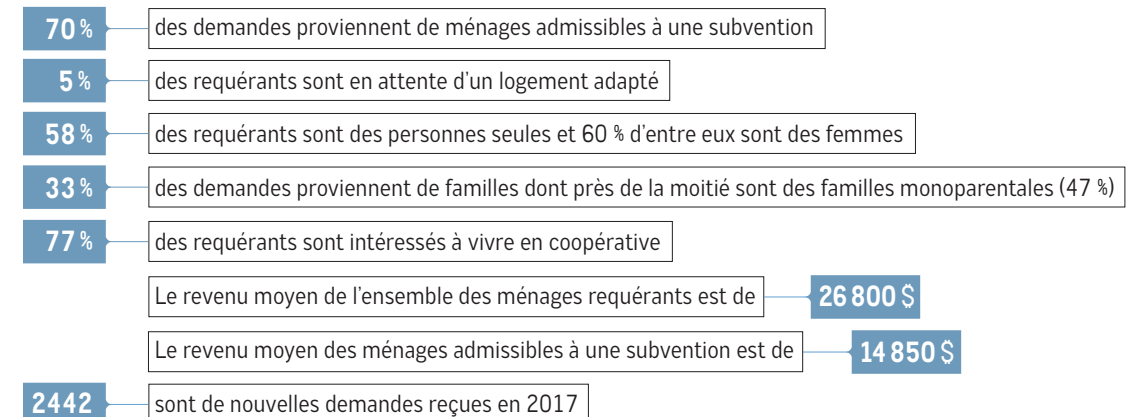 70 % des demandes proviennent de ménages admissibles à une subvention
5 % des requérants sont en attente d'un logement adapté
58 % des requérants sont des personnes seules et 60 % d'entre eux sont des femmes
33 % des demandes proviennent de familles dont près de la moitié sont des familles monoparentales (47 %)
77 % des requérants sont intéressés à vivre en coopérative
Le revenu moyen de l'ensemble des ménages requérants est de 26 800 $
Le revenu moyen des ménages admissibles à une subvention est de 14 850 $
2442 sont de nouvelles demandes reçues en 2017